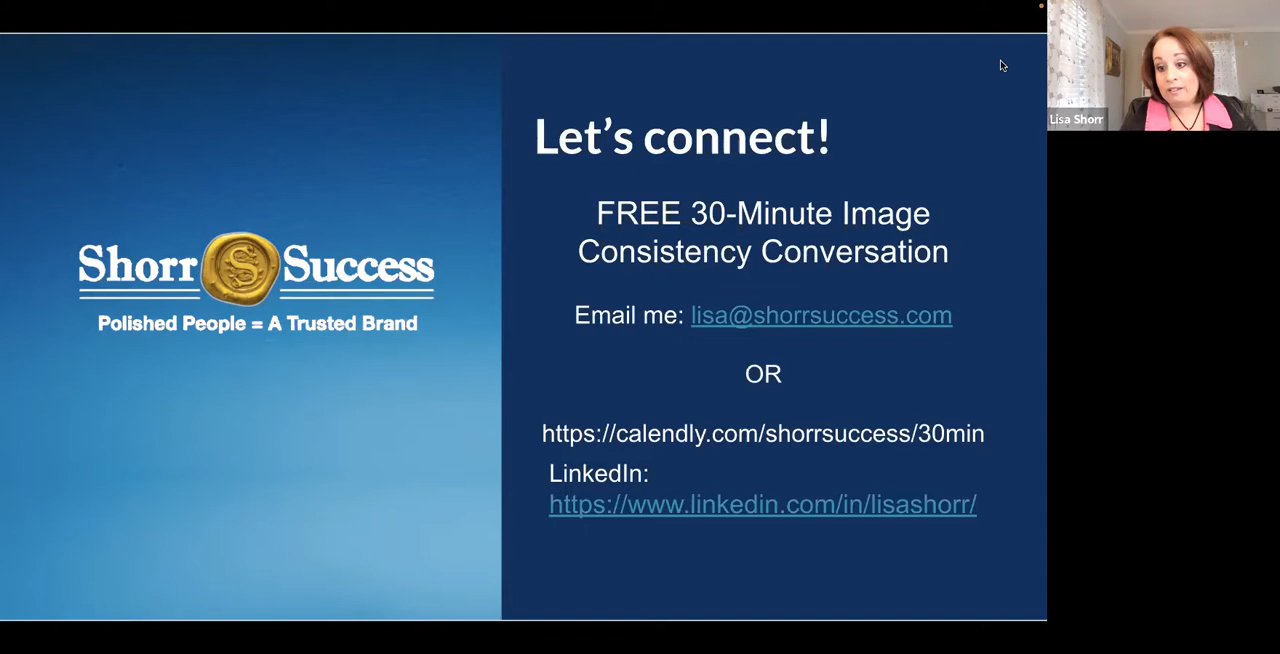 Let's connect!
FREE 30-Minute Image
Consistency Conversation
Email me: lisa@shorrsuccess.com
OR
https://calendly.com/shorrsuccess/30min
LinkedIn:
https://www.linkedin.com/in/lisashorr/
Shorr S Success
Polished People = A Trusted Brand
Lisa Shorr